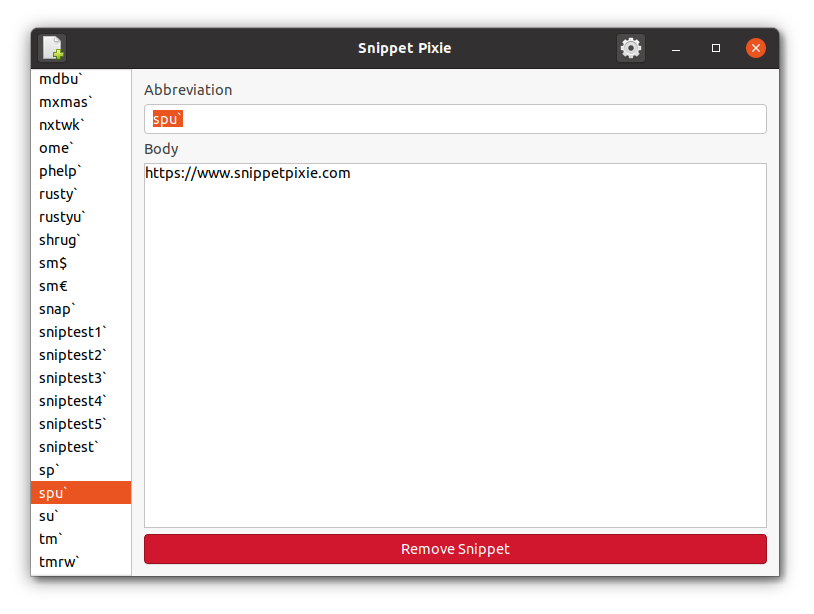 Snippet Pixie
mdbu`
mxmas`
nxtwk`
ome`
phelp`
rusty`
rustyu`
shrug`
sm$
sm€
snap`
sniptest1`
sniptest2`
sniptest3`
sniptest4`
sniptest5`
sniptest`
sp`
spu`
su`
tm`
tmrw`
Abbreviation
spu`
Body
https://www.snippetpixie.com
Remove Snippet